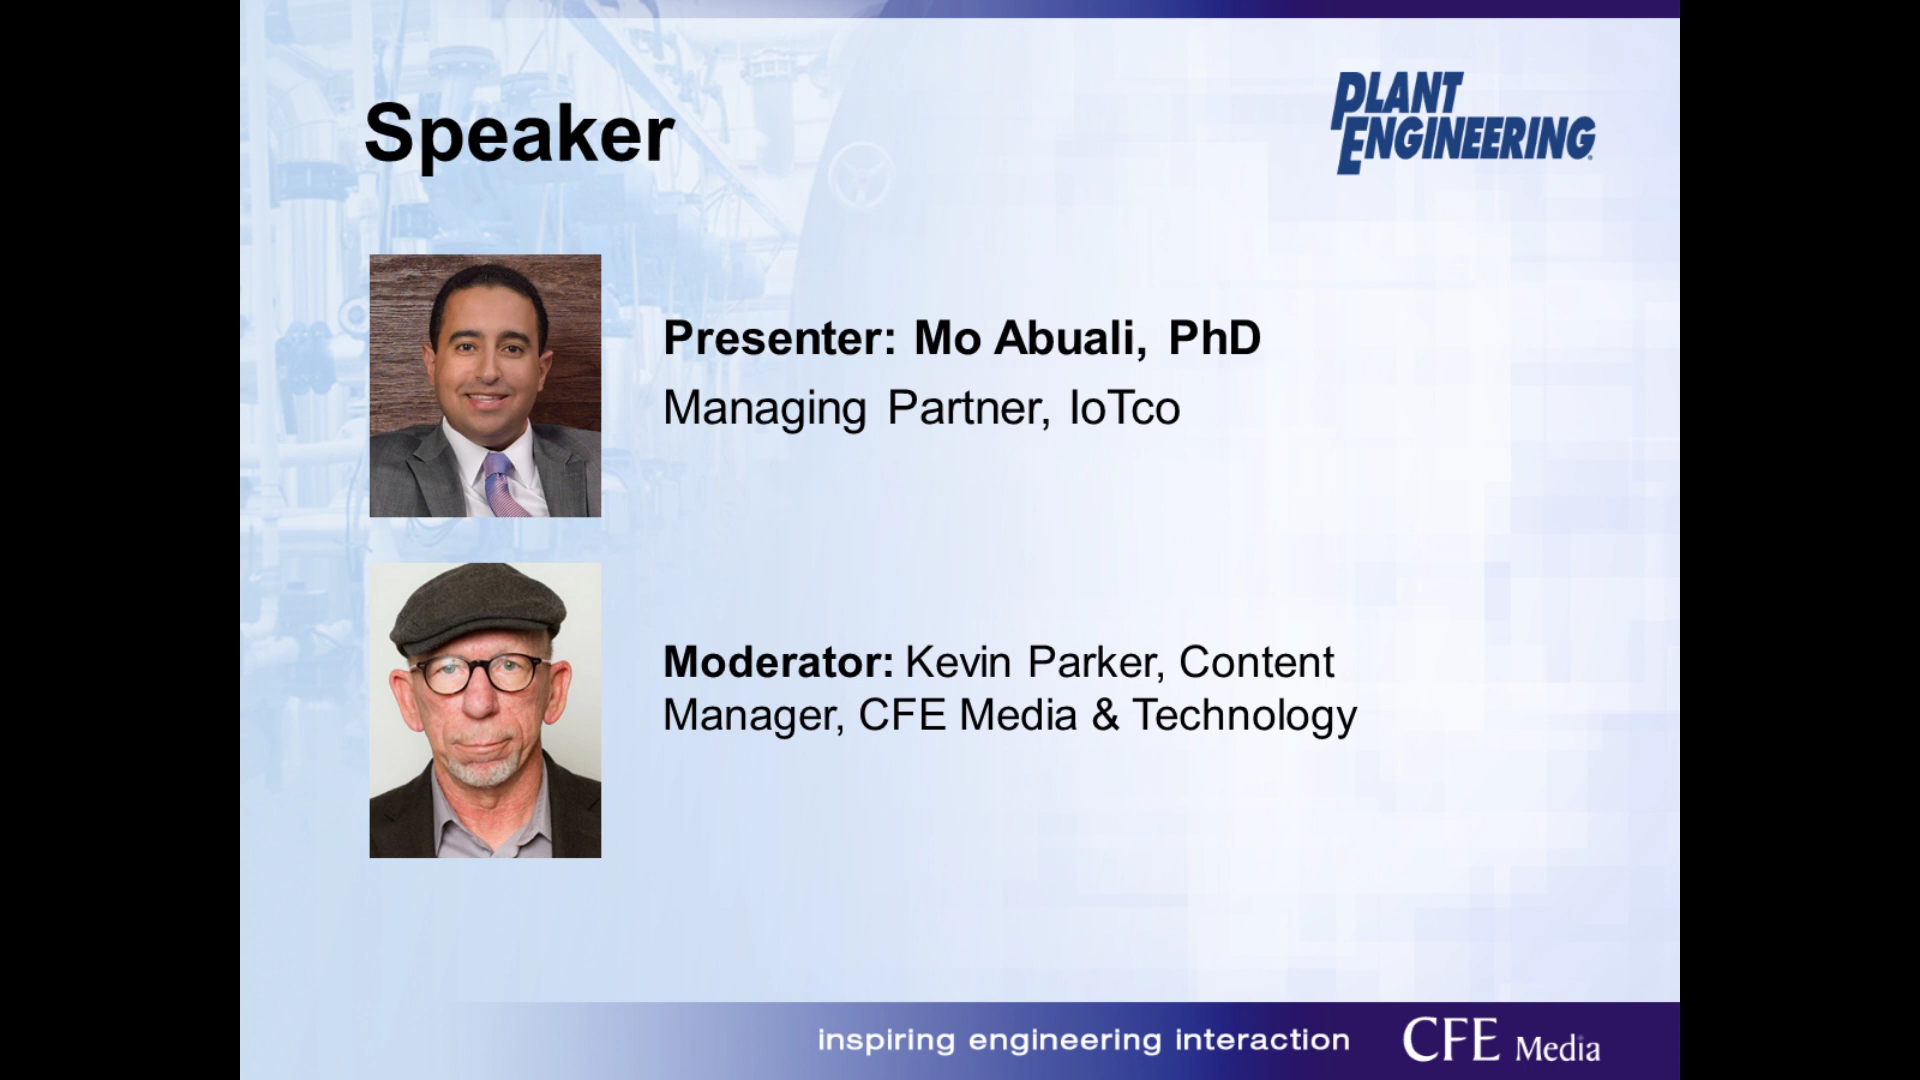 Speaker
PLANT
ENGINEERING
Presenter: Mo Abuali, PhD
Managing Partner, IoTco
Moderator: Kevin Parker, Content
Manager, CFE Media & Technology
inspiring engineering interaction
CFE Media